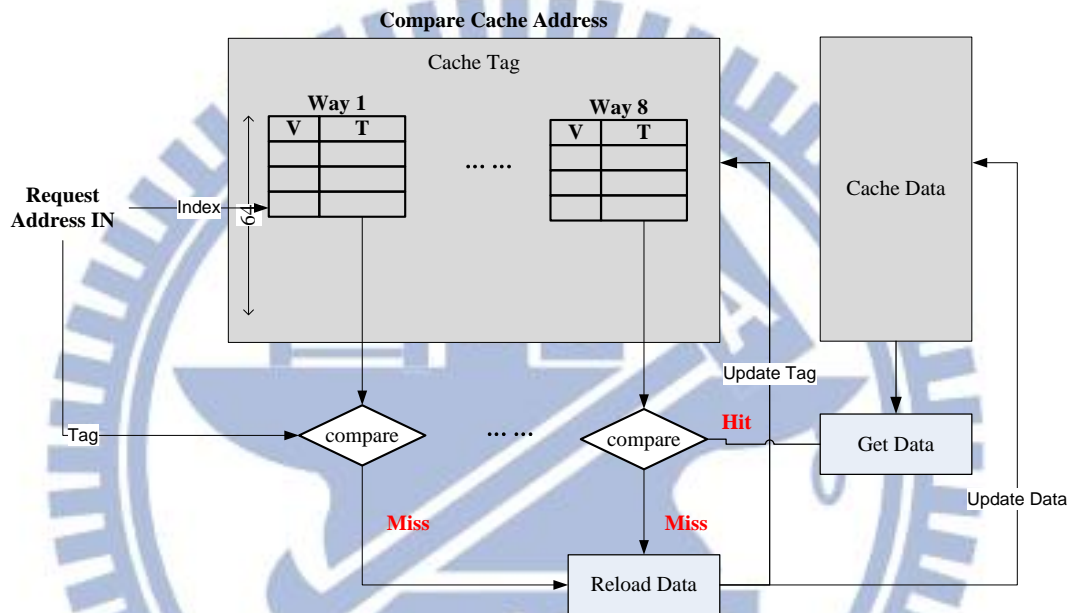 Compare Cache Address
Cache Tag
Way 1
Way 8
V T
V T
... ...
64
Request
Address IN
Index
Cache Data
Update Tag
Tag
compare
... ...
compare
Hit
Get Data
Miss
Miss
Update Data
Reload Data
A